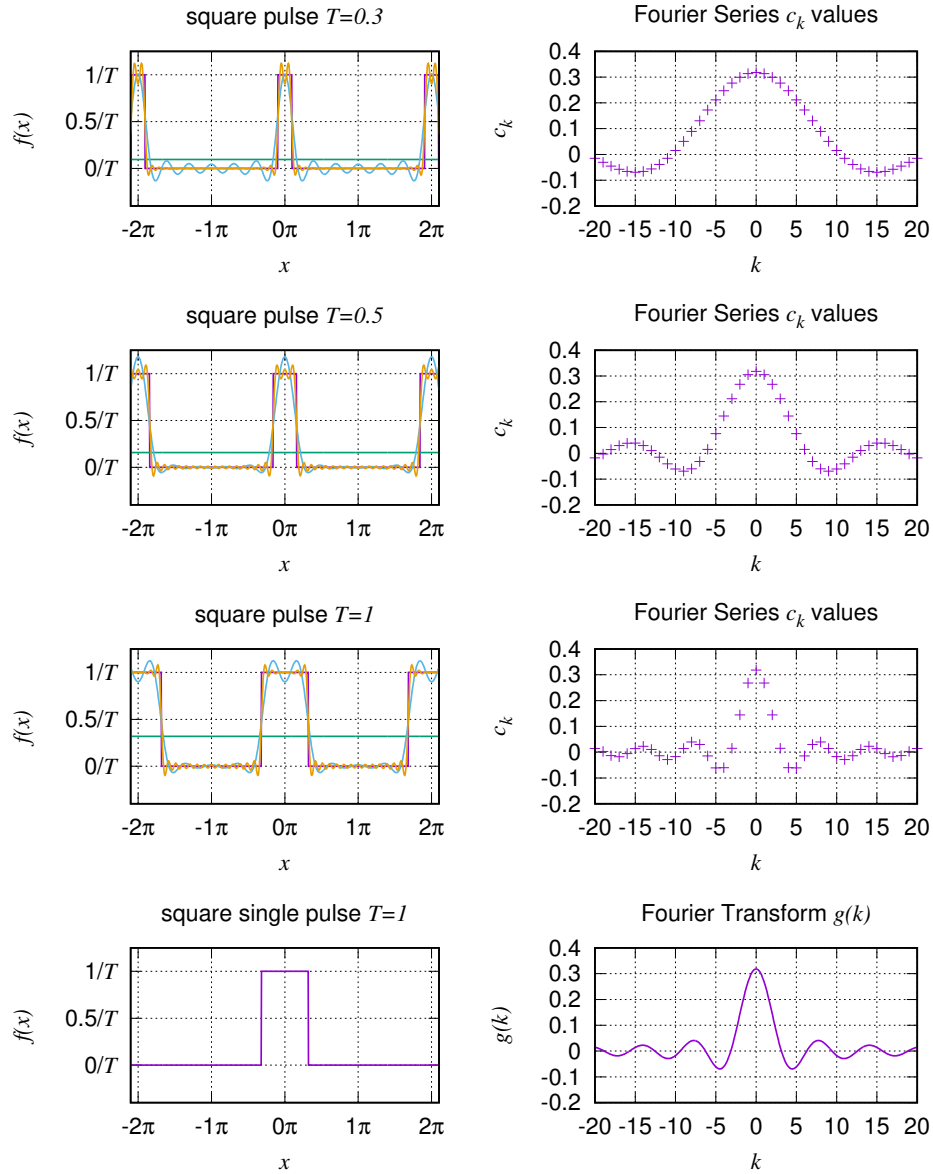 square pulse T=0.3
f(x)
1/T
0.5/T
0/T
-2π -1π 0π 1π 2π
x
Fourier Series c_k values
c_k
0.4
0.3
0.2
0.1
0
-0.1
-0.2
-20 -15 -10 -5 0 5 10 15 20
k
square pulse T=0.5
f(x)
1/T
0.5/T
0/T
-2π -1π 0π 1π 2π
x
Fourier Series c_k values
c_k
0.4
0.3
0.2
0.1
0
-0.1
-0.2
-20 -15 -10 -5 0 5 10 15 20
k
square pulse T=1
f(x)
1/T
0.5/T
0/T
-2π -1π 0π 1π 2π
x
Fourier Series c_k values
c_k
0.4
0.3
0.2
0.1
0
-0.1
-0.2
-20 -15 -10 -5 0 5 10 15 20
k
square single pulse T=1
f(x)
1/T
0.5/T
0/T
-2π -1π 0π 1π 2π
x
Fourier Transform g(k)
g(k)
0.4
0.3
0.2
0.1
0
-0.1
-0.2
-20 -15 -10 -5 0 5 10 15 20
k